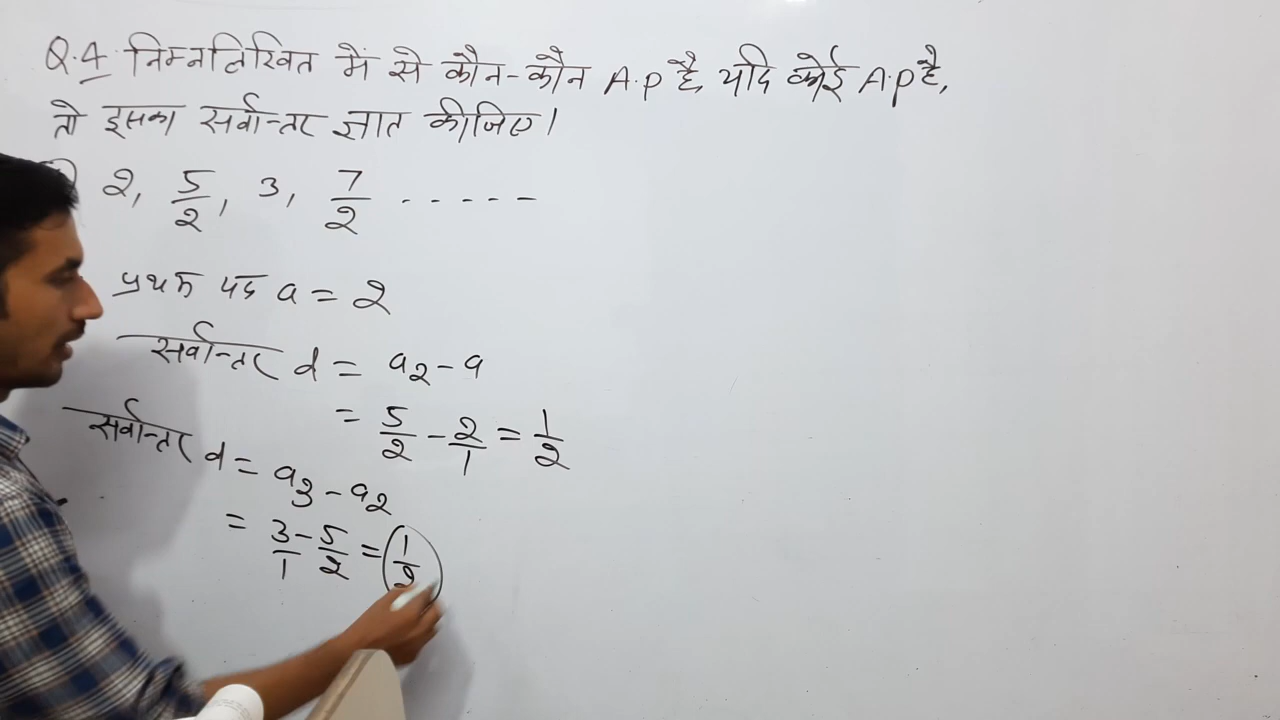 Q.4. निम्नलिखित में से कौन-कौन A.P है, यदि कोई A.P है,
तो इसका सर्वान्तर ज्ञात कीजिए।
2, 5/2, 3, 7/2 ......
प्रथम पद a = 2
सर्वान्तर d = a₂ - a
= 5/2 - 2/1 = 1/2
सर्वान्तर d = a₃ - a₂
= 3/1 - 5/2 = 1/2